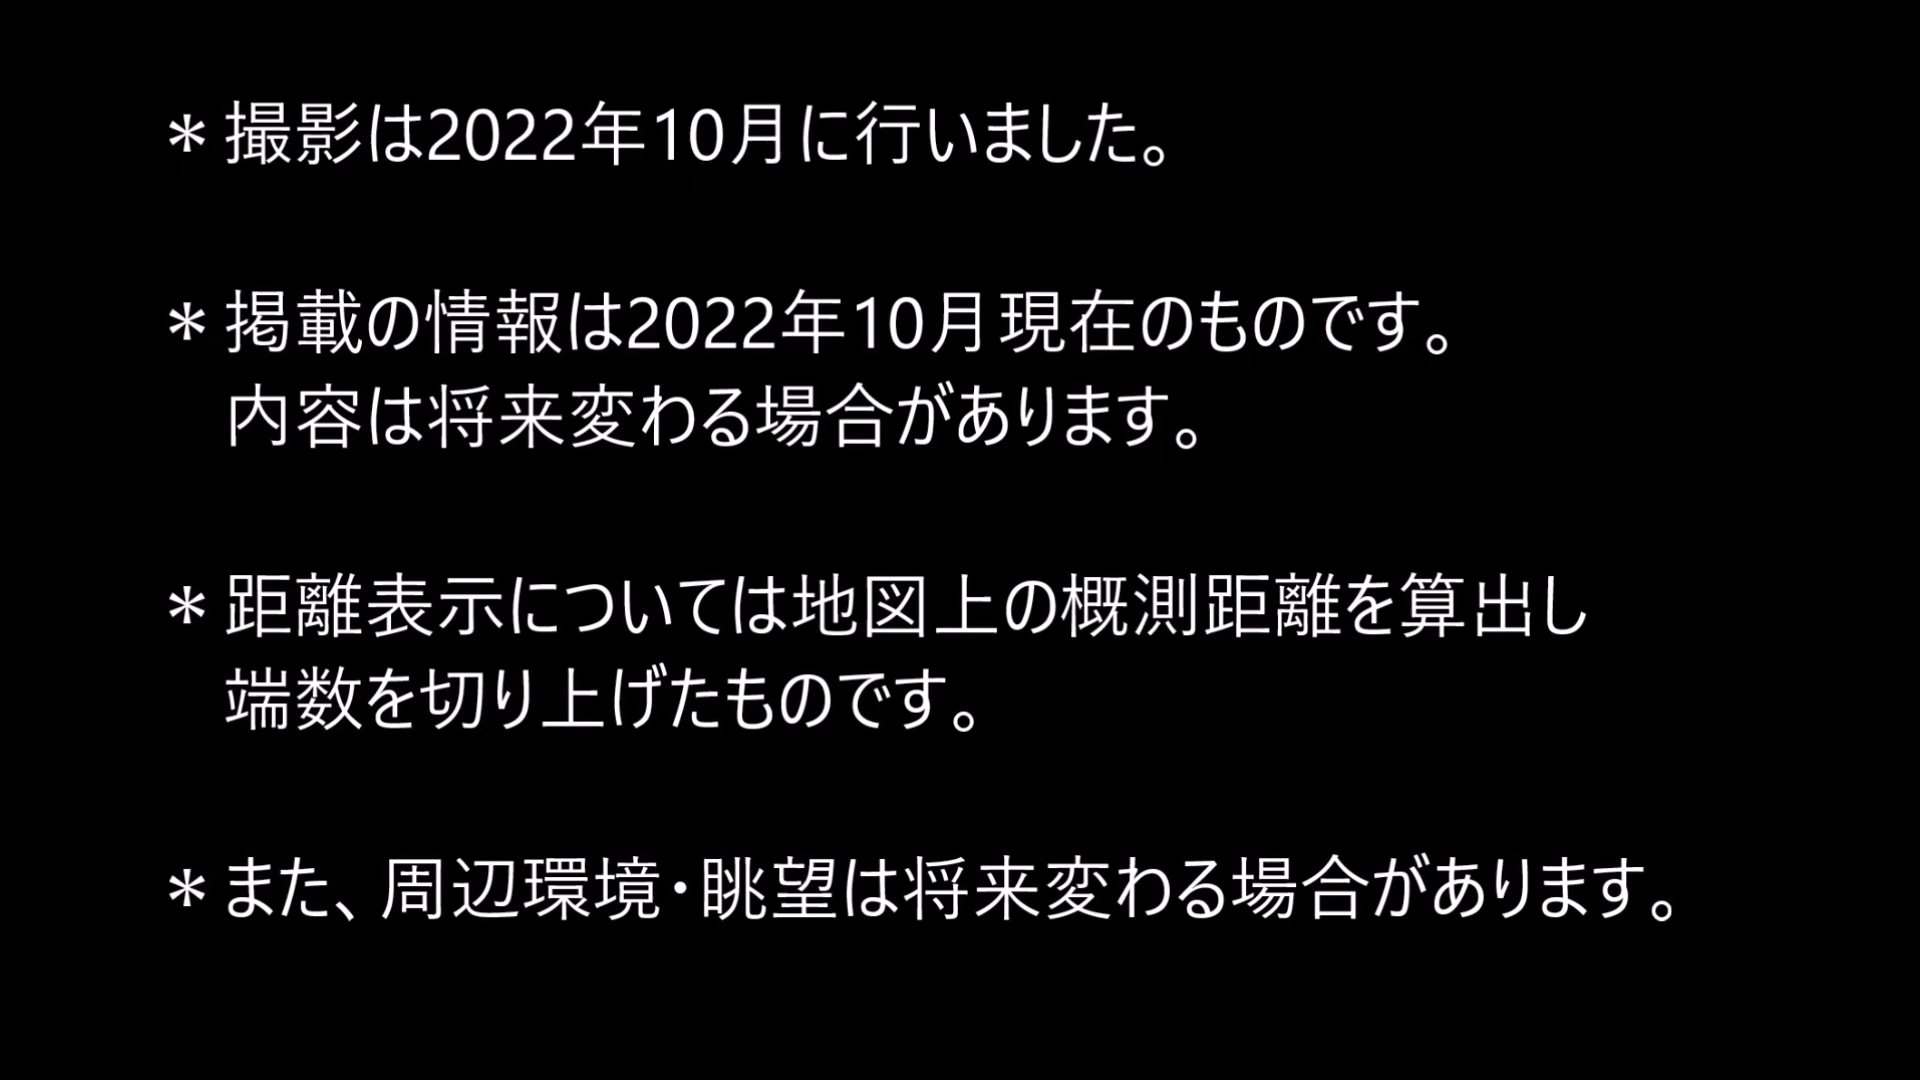 ＊撮影は2022年10月に行いました。
＊掲載の情報は2022年10月現在のものです。
内容は将来変わる場合があります。
＊距離表示については地図上の概測距離を算出し
端数を切り上げたものです。
＊また、周辺環境・眺望は将来変わる場合があります。